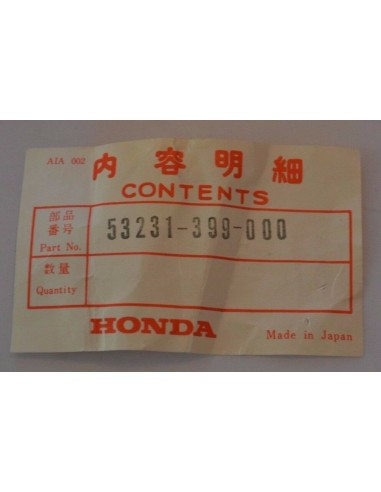 AIA 002
内容明細
CONTENTS
部品
番号
Part No.
53231-399-000
数量
Quantity
HONDA
Made in Japan